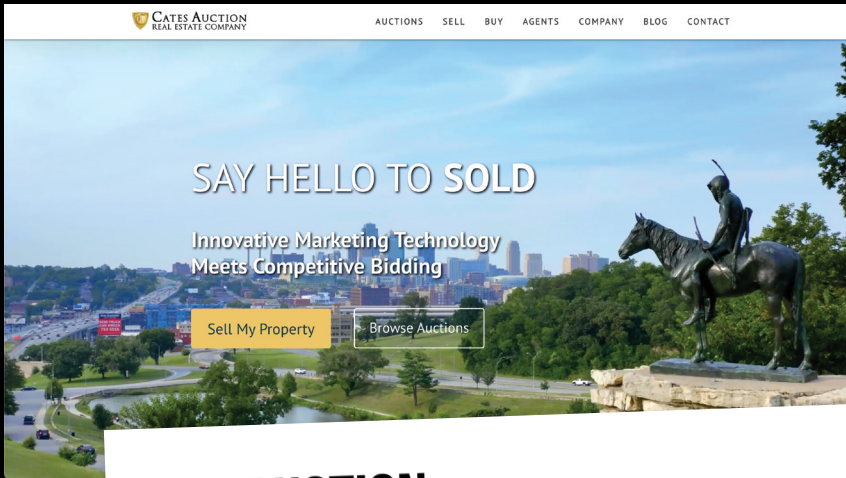 CATES AUCTION
REAL ESTATE COMPANY
AUCTIONS SELL BUY AGENTS COMPANY BLOG CONTACT
SAY HELLO TO SOLD
Innovative Marketing Technology
Meets Competitive Bidding
Sell My Property
Browse Auctions